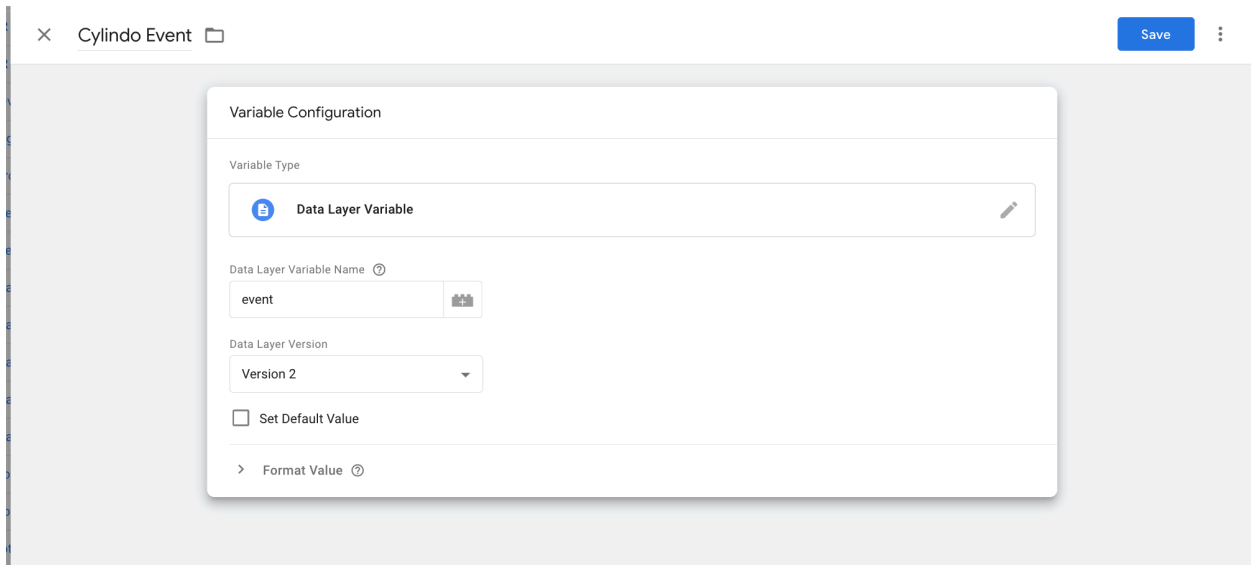 Cylindo Event
Save
Variable Configuration
Variable Type
Data Layer Variable
Data Layer Variable Name
event
Data Layer Version
Version 2
Set Default Value
Format Value